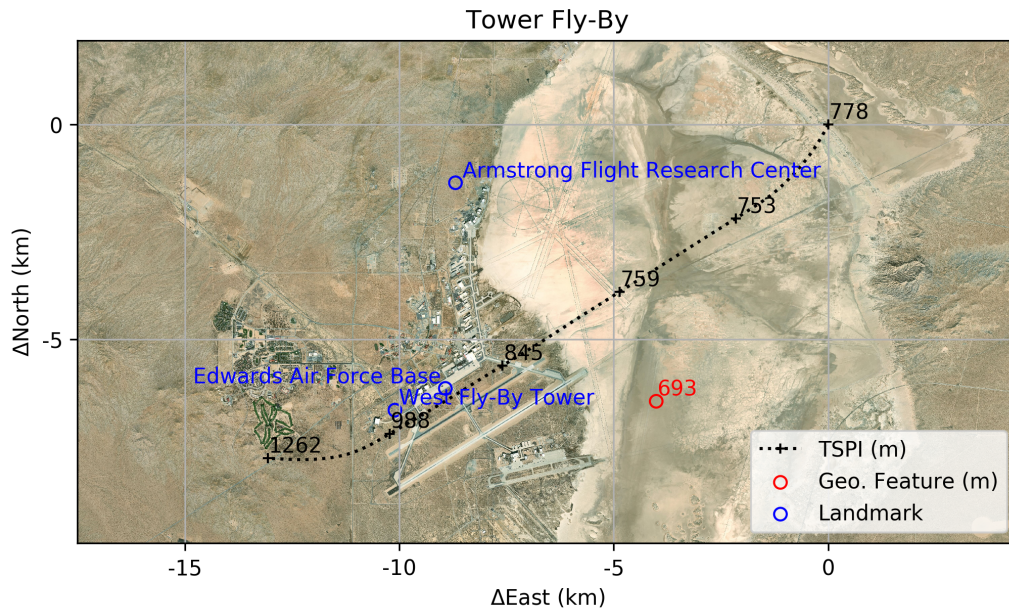 Tower Fly-By
778
0
Armstrong Flight Research Center
753
759
ΔNorth (km)
-5
845
Edwards Air Force Base
693
West Fly-By Tower
988
1262
TSPI (m)
Geo. Feature (m)
Landmark
-15
-10
-5
0
ΔEast (km)